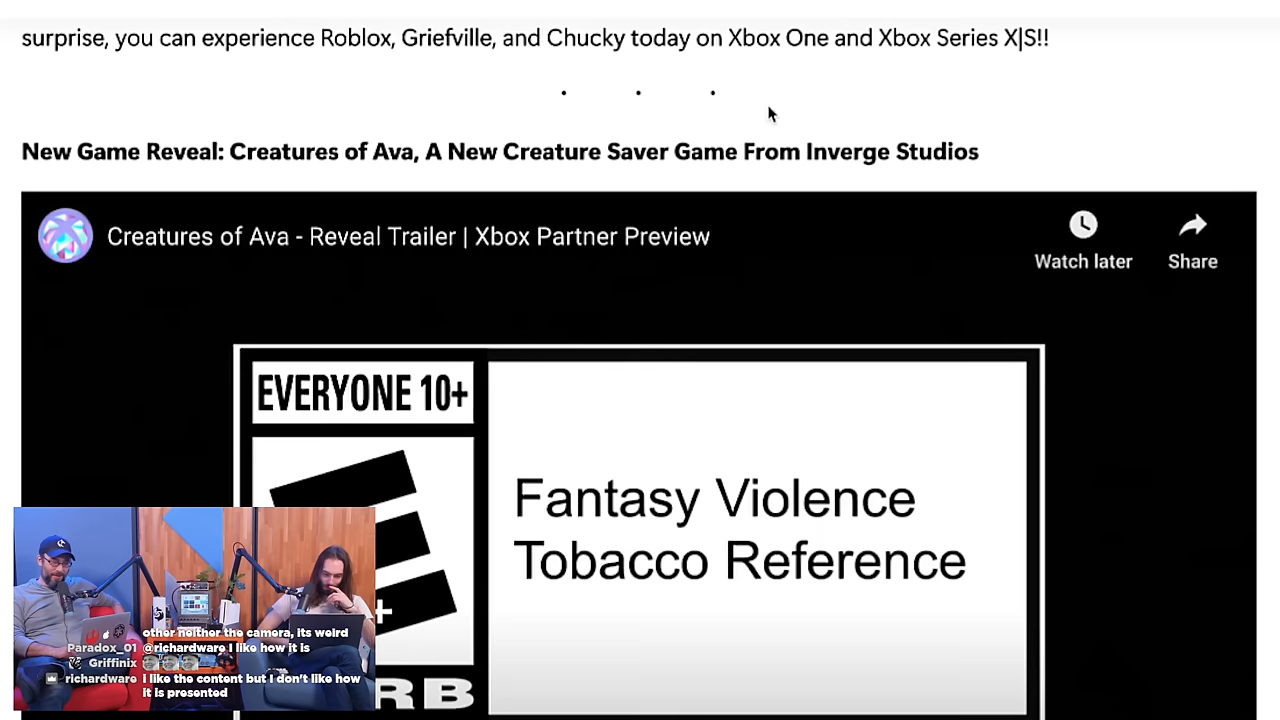 surprise, you can experience Roblox, Griefville, and Chucky today on Xbox One and Xbox Series X|S!!
New Game Reveal: Creatures of Ava, A New Creature Saver Game From Inverge Studios
Creatures of Ava - Reveal Trailer | Xbox Partner Preview
Watch later
Share
EVERYONE 10+
Fantasy Violence
Tobacco Reference
+
RB
other neither the camera, its weird
Paradox_01 @richardware I like how it is
Griffinix
richardware i like the content but I don't like how
it is presented